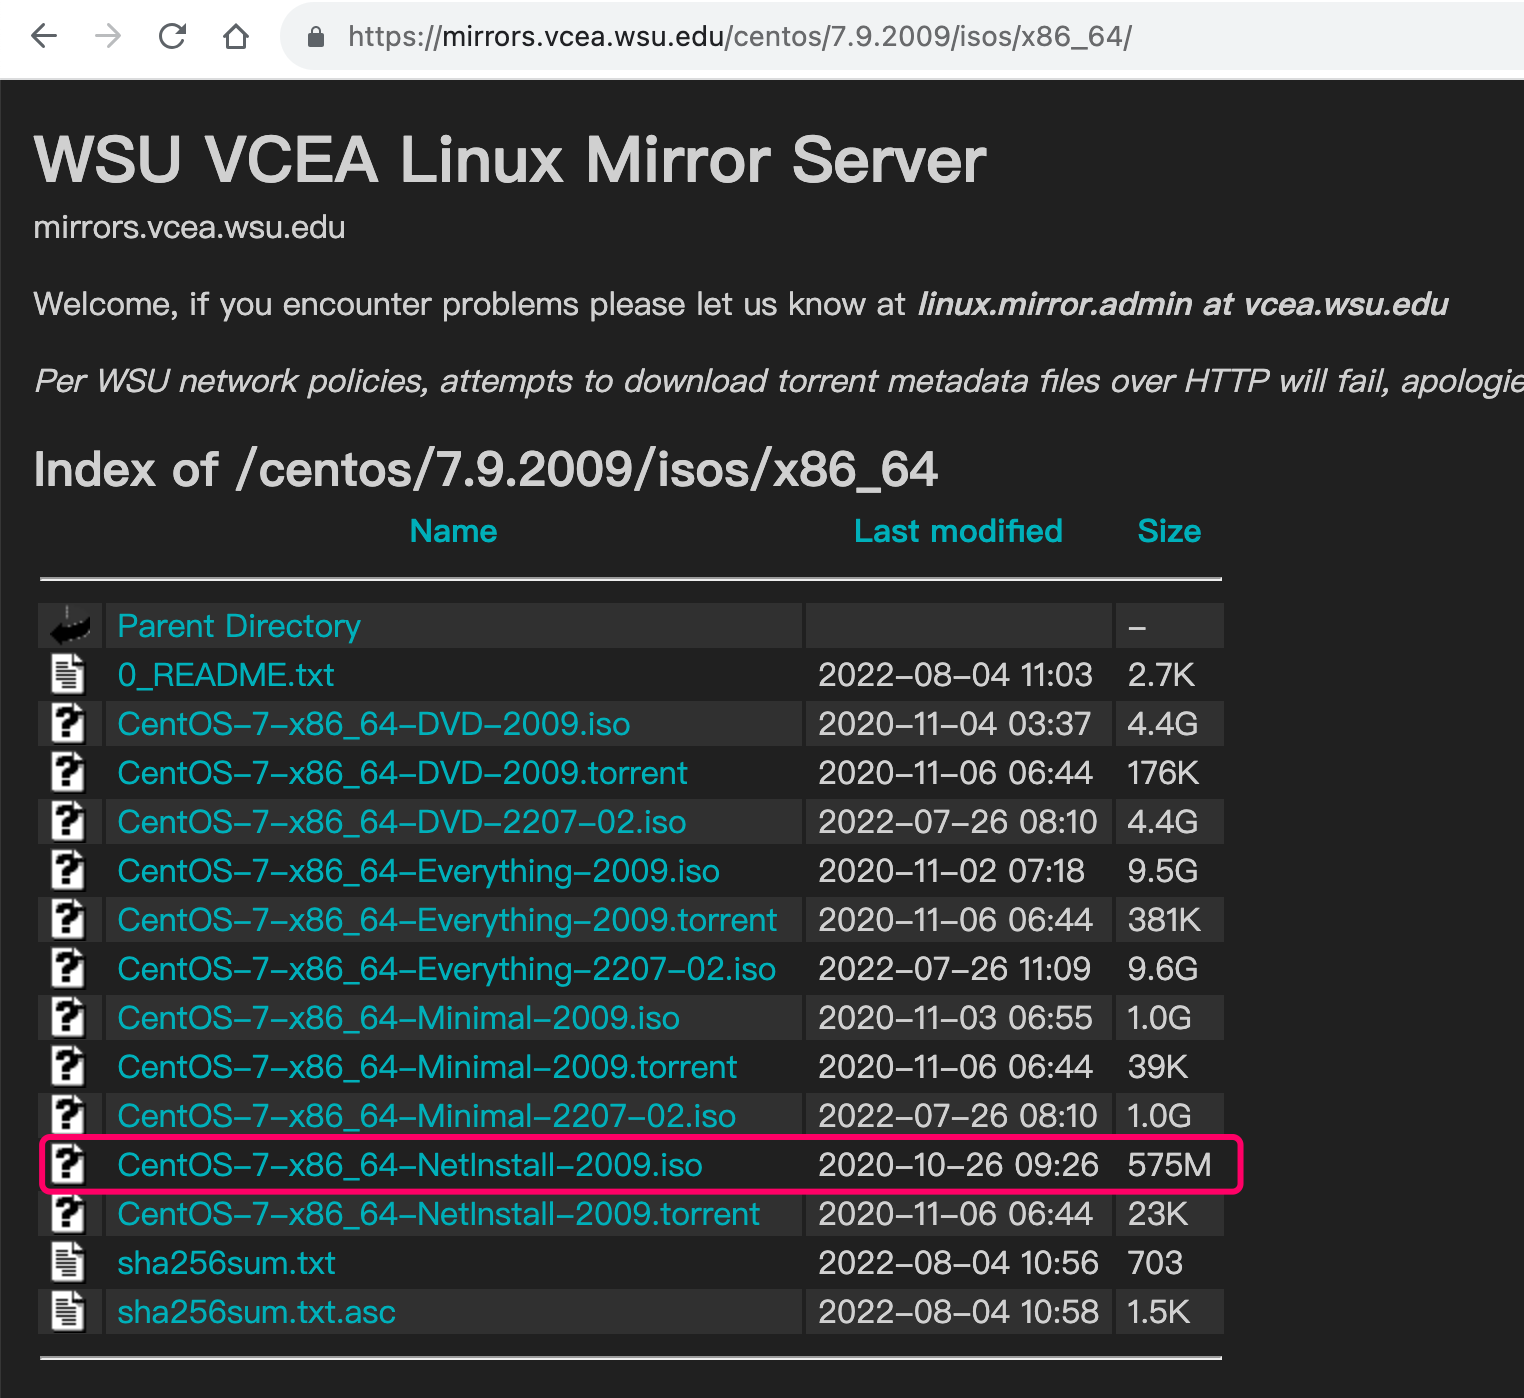 https://mirrors.vcea.wsu.edu/centos/7.9.2009/isos/x86_64/
WSU VCEA Linux Mirror Server
mirrors.vcea.wsu.edu
Welcome, if you encounter problems please let us know at linux.mirror.admin at vcea.wsu.edu
Per WSU network policies, attempts to download torrent metadata files over HTTP will fail, apologie
Index of /centos/7.9.2009/isos/x86_64
Name Last modified Size
Parent Directory –
0_README.txt 2022-08-04 11:03 2.7K
CentOS-7-x86_64-DVD-2009.iso 2020-11-04 03:37 4.4G
CentOS-7-x86_64-DVD-2009.torrent 2020-11-06 06:44 176K
CentOS-7-x86_64-DVD-2207-02.iso 2022-07-26 08:10 4.4G
CentOS-7-x86_64-Everything-2009.iso 2020-11-02 07:18 9.5G
CentOS-7-x86_64-Everything-2009.torrent 2020-11-06 06:44 381K
CentOS-7-x86_64-Everything-2207-02.iso 2022-07-26 11:09 9.6G
CentOS-7-x86_64-Minimal-2009.iso 2020-11-03 06:55 1.0G
CentOS-7-x86_64-Minimal-2009.torrent 2020-11-06 06:44 39K
CentOS-7-x86_64-Minimal-2207-02.iso 2022-07-26 08:10 1.0G
CentOS-7-x86_64-NetInstall-2009.iso 2020-10-26 09:26 575M
CentOS-7-x86_64-NetInstall-2009.torrent 2020-11-06 06:44 23K
sha256sum.txt 2022-08-04 10:56 703
sha256sum.txt.asc 2022-08-04 10:58 1.5K